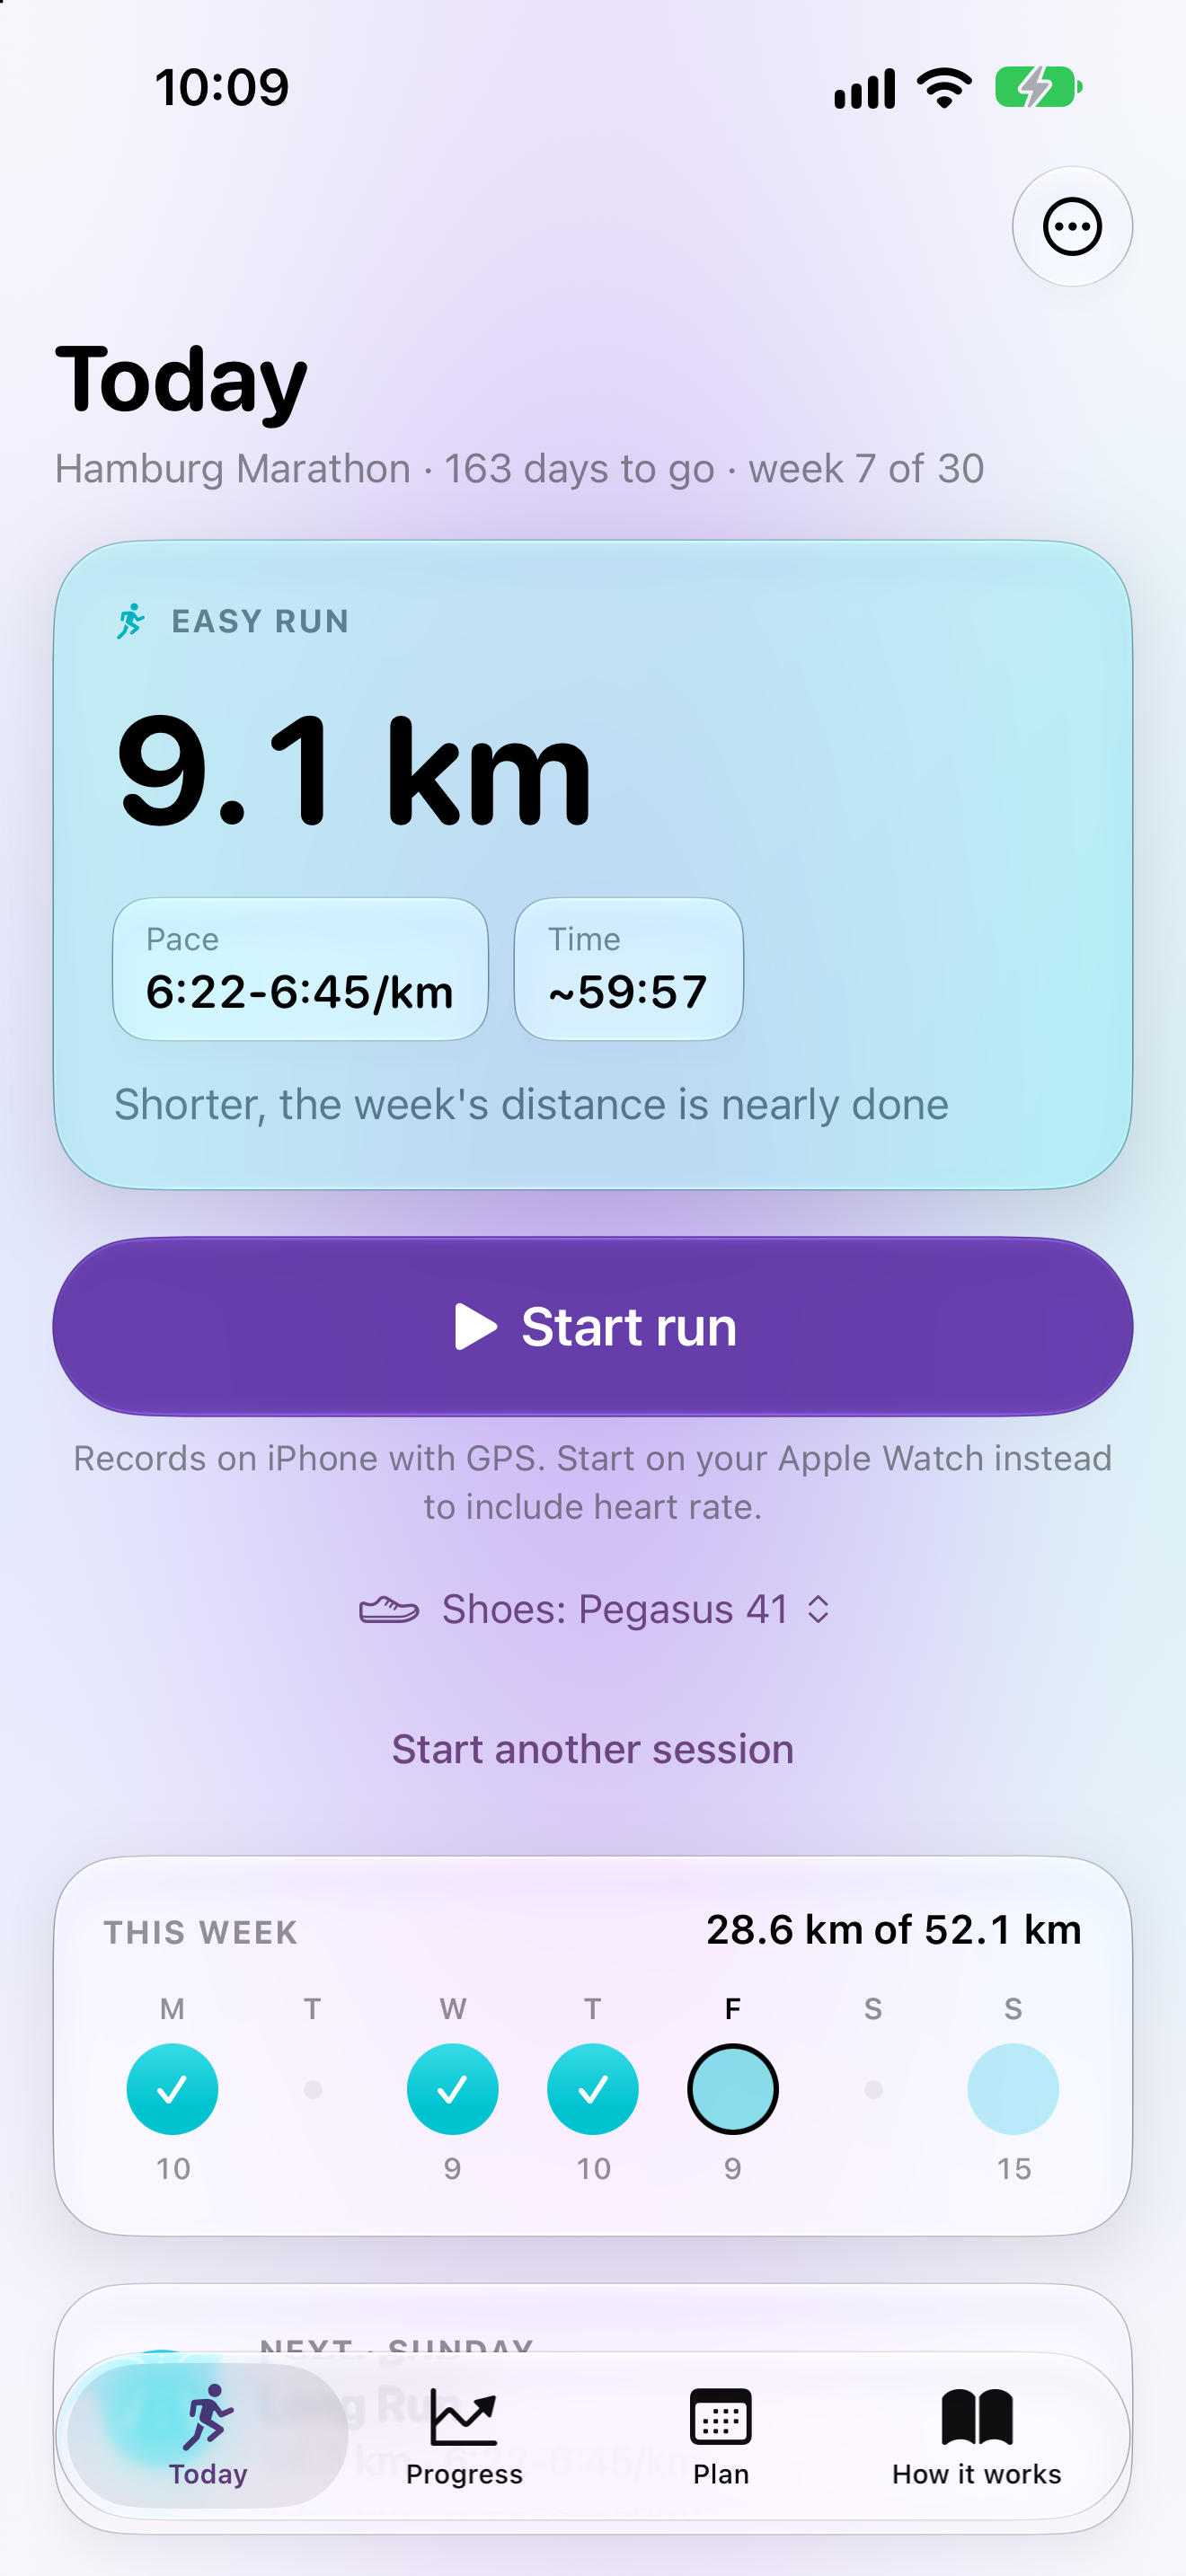 10:09
Today
Hamburg Marathon · 163 days to go · week 7 of 30
EASY RUN
9.1 km
Pace
6:22-6:45/km
Time
~59:57
Shorter, the week's distance is nearly done
Start run
Records on iPhone with GPS. Start on your Apple Watch instead
to include heart rate.
Shoes: Pegasus 41
Start another session
THIS WEEK
28.6 km of 52.1 km
M T W T F S S
10 9 10 9 15
NEXT · SUNDAY
Long Run
Today
Progress
Plan
How it works